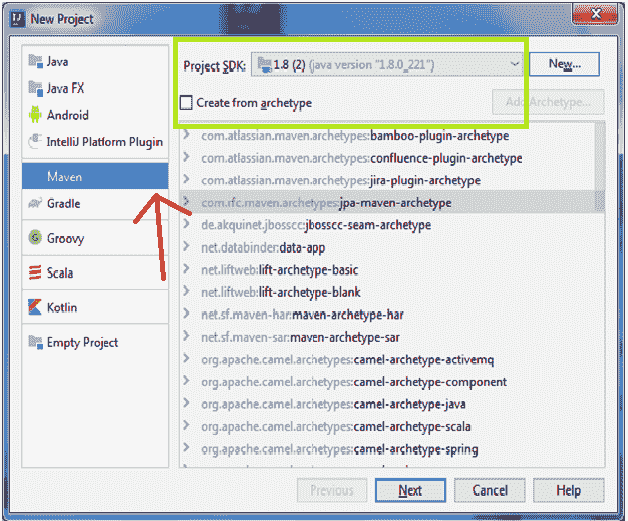 New Project
Java
Java FX
Android
IntelliJ Platform Plugin
Maven
Gradle
Groovy
Scala
Kotlin
Empty Project
Project SDK: 1.8 (2) (java version "1.8.0_221") New...
Create from archetype Add Archetype...
com.atlassian.maven.archetypes:bamboo-plugin-archetype
com.atlassian.maven.archetypes:confluence-plugin-archetype
com.atlassian.maven.archetypes:jira-plugin-archetype
com.rfc.maven.archetypes:jpa-maven-archetype
de.akquinet.jbosscc:jbosscc-seam-archetype
net.databinder:data-app
net.liftweb:lift-archetype-basic
net.liftweb:lift-archetype-blank
net.sf.maven-har:maven-archetype-har
net.sf.maven-sar:maven-archetype-sar
org.apache.camel.archetypes:camel-archetype-activemq
org.apache.camel.archetypes:camel-archetype-component
org.apache.camel.archetypes:camel-archetype-java
org.apache.camel.archetypes:camel-archetype-scala
org.apache.camel.archetypes:camel-archetype-spring
Previous Next Cancel Help